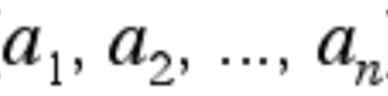 a₁, a₂, ..., aₙ